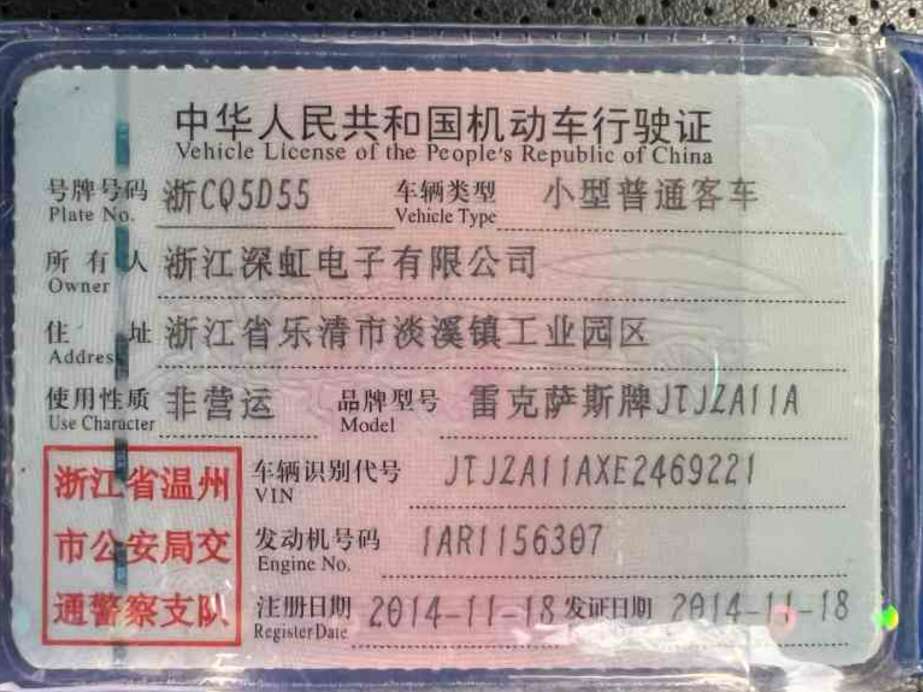 中华人民共和国机动车行驶证
Vehicle License of the People's Republic of China
号牌号码 浙CQ5D55 车辆类型 小型普通客车
Plate No. Vehicle Type
所有人 浙江深虹电子有限公司
Owner
住址 浙江省乐清市淡溪镇工业园区
Address
使用性质 非营运 品牌型号 雷克萨斯牌JTJZA11A
Use Character Model
浙江省温州 车辆识别代号 JTJZA11AXE2469221
VIN
市公安局交 发动机号码 1AR1156307
Engine No.
通警察支队 注册日期 2014-11-18 发证日期 2014-11-18
Register Date